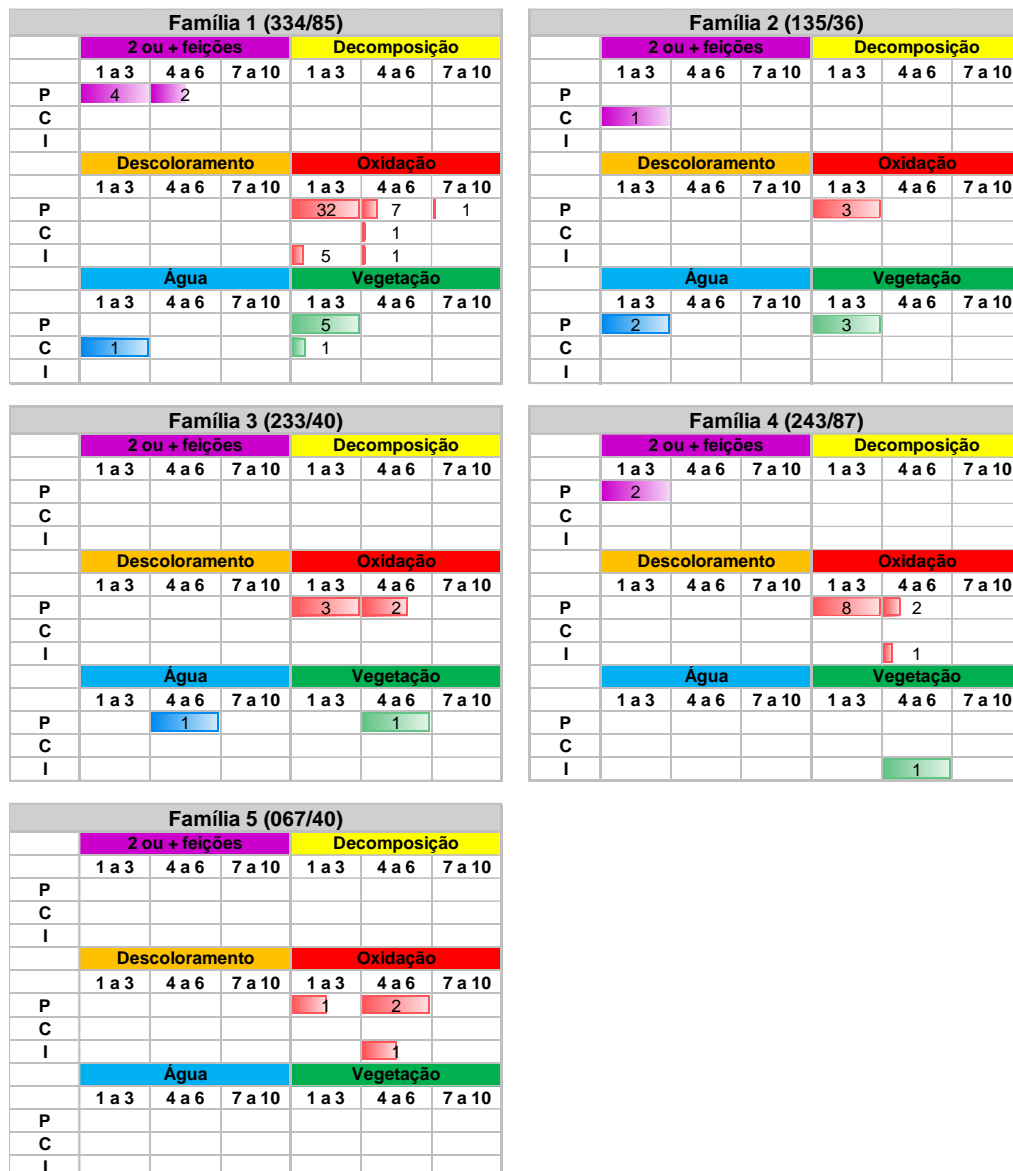 Família 1 (334/85)
2 ou + feições Decomposição
1 a 3 4 a 6 7 a 10 1 a 3 4 a 6 7 a 10
P 4 2
C
I
Descoloramento Oxidação
1 a 3 4 a 6 7 a 10 1 a 3 4 a 6 7 a 10
P 32 7 1
C 1
I 5 1
Água Vegetação
1 a 3 4 a 6 7 a 10 1 a 3 4 a 6 7 a 10
P 5
C 1 1
I
Família 2 (135/36)
2 ou + feições Decomposição
1 a 3 4 a 6 7 a 10 1 a 3 4 a 6 7 a 10
P
C 1
I
Descoloramento Oxidação
1 a 3 4 a 6 7 a 10 1 a 3 4 a 6 7 a 10
P 3
C
I
Água Vegetação
1 a 3 4 a 6 7 a 10 1 a 3 4 a 6 7 a 10
P 2 3
C
I
Família 3 (233/40)
2 ou + feições Decomposição
1 a 3 4 a 6 7 a 10 1 a 3 4 a 6 7 a 10
P
C
I
Descoloramento Oxidação
1 a 3 4 a 6 7 a 10 1 a 3 4 a 6 7 a 10
P 3 2
C
I
Água Vegetação
1 a 3 4 a 6 7 a 10 1 a 3 4 a 6 7 a 10
P 1 1
C
I
Família 4 (243/87)
2 ou + feições Decomposição
1 a 3 4 a 6 7 a 10 1 a 3 4 a 6 7 a 10
P 2
C
I
Descoloramento Oxidação
1 a 3 4 a 6 7 a 10 1 a 3 4 a 6 7 a 10
P 8 2
C
I 1
Água Vegetação
1 a 3 4 a 6 7 a 10 1 a 3 4 a 6 7 a 10
P
C
I 1
Família 5 (067/40)
2 ou + feições Decomposição
1 a 3 4 a 6 7 a 10 1 a 3 4 a 6 7 a 10
P
C
I
Descoloramento Oxidação
1 a 3 4 a 6 7 a 10 1 a 3 4 a 6 7 a 10
P 1 2
C
I 1
Água Vegetação
1 a 3 4 a 6 7 a 10 1 a 3 4 a 6 7 a 10
P
C
I